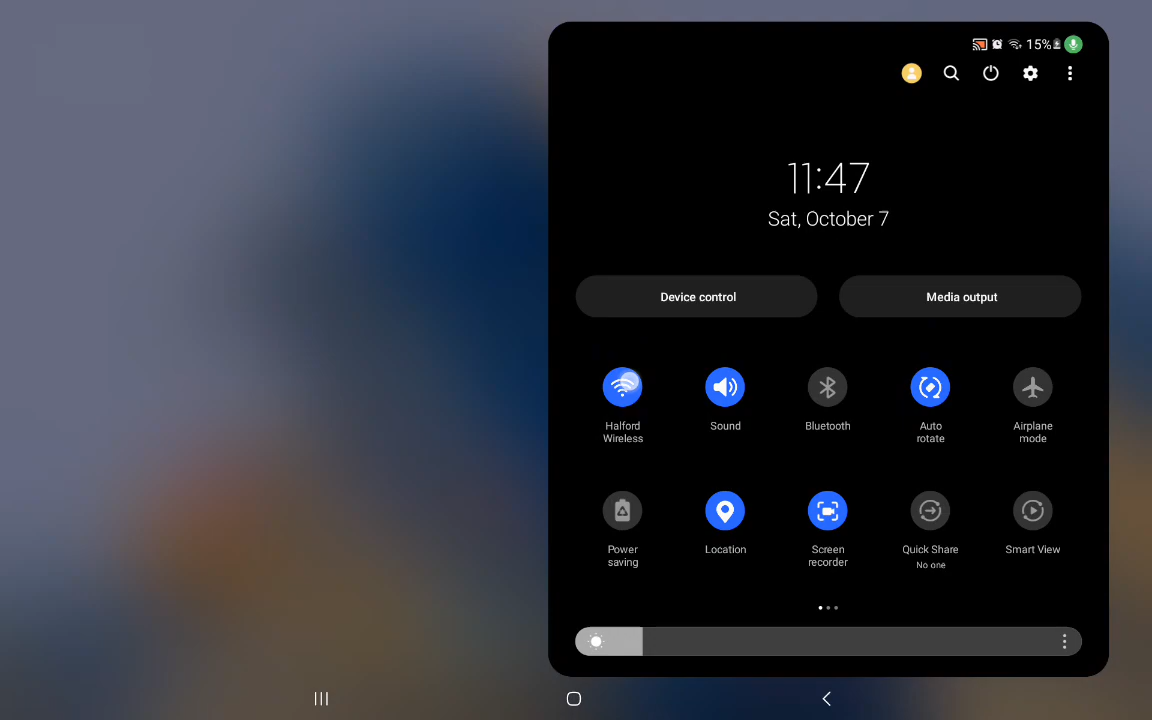 15%
11:47
Sat, October 7
Device control
Media output
Halford
Wireless
Sound
Bluetooth
Auto
rotate
Airplane
mode
Power
saving
Location
Screen
recorder
Quick Share
No one
Smart View